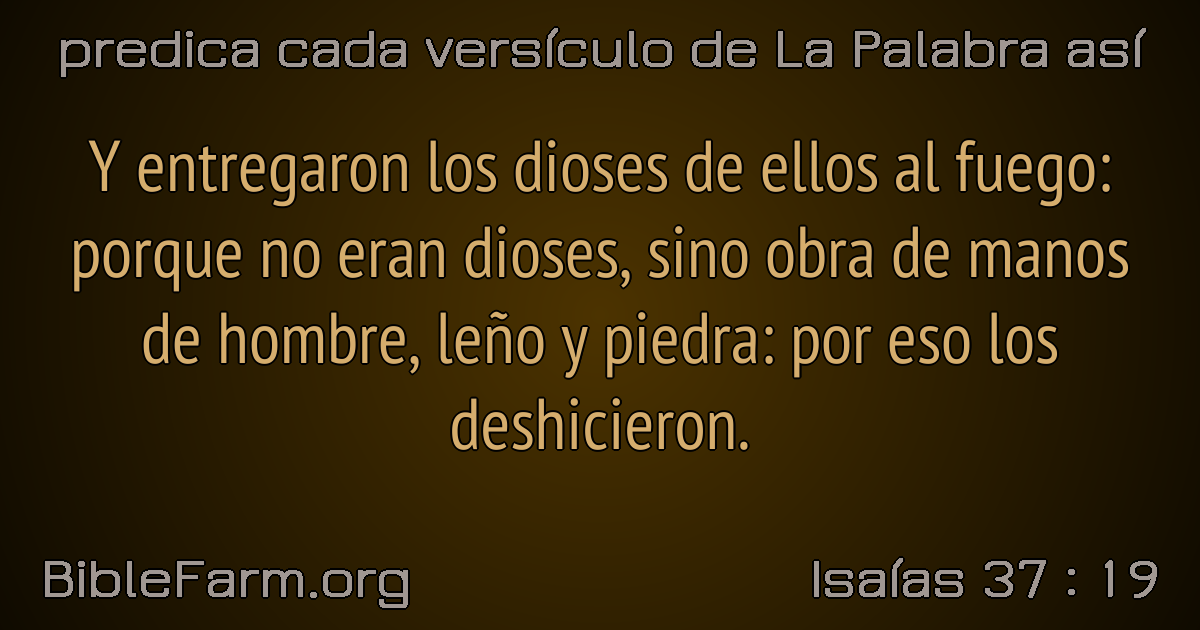 predica cada versículo de La Palabra así
Y entregaron los dioses de ellos al fuego:
porque no eran dioses, sino obra de manos
de hombre, leño y piedra: por eso los
deshicieron.
BibleFarm.org
Isaías 37 : 19